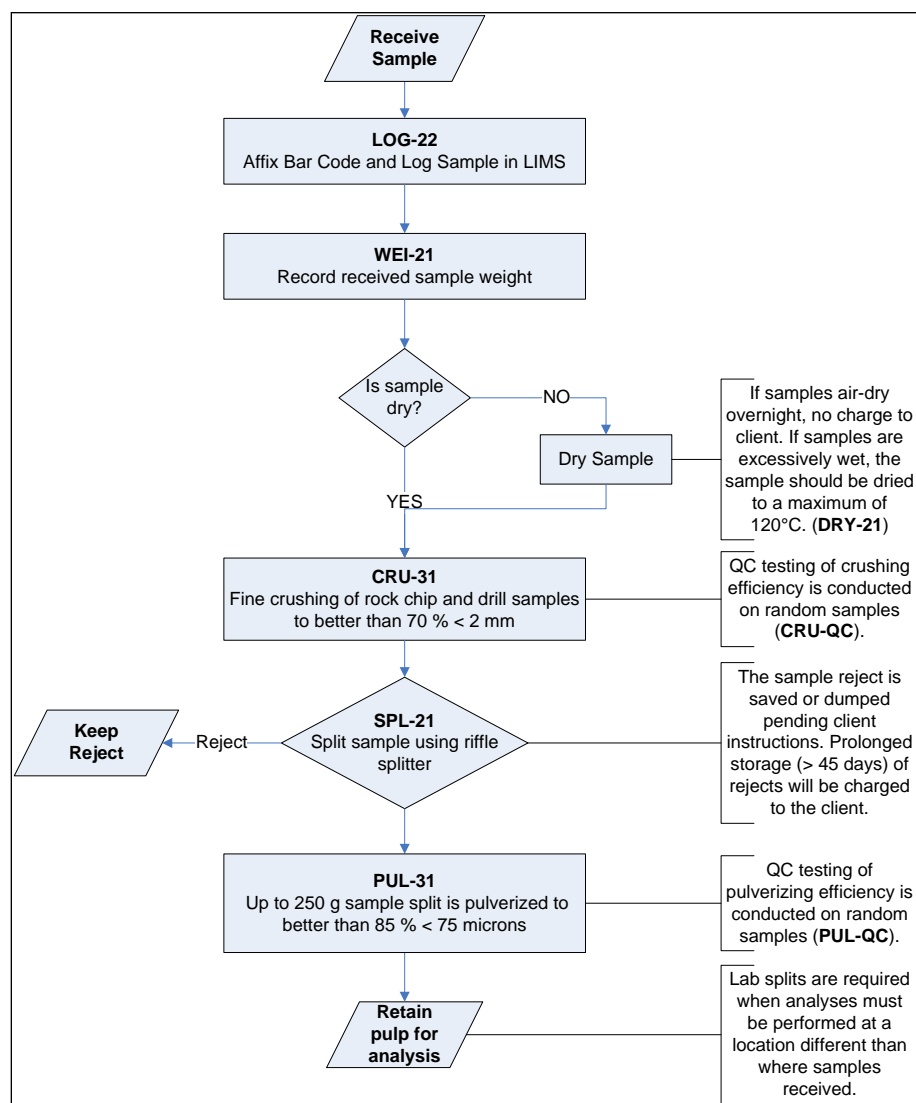 Receive
Sample
LOG-22
Affix Bar Code and Log Sample in LIMS
WEI-21
Record received sample weight
Is sample
dry?
NO
Dry Sample
If samples air-dry
overnight, no charge to
client. If samples are
excessively wet, the
sample should be dried
to a maximum of
120°C. (DRY-21)
YES
CRU-31
Fine crushing of rock chip and drill samples
to better than 70 % < 2 mm
QC testing of crushing
efficiency is conducted
on random samples
(CRU-QC).
SPL-21
Split sample using riffle
splitter
Reject
Keep
Reject
The sample reject is
saved or dumped
pending client
instructions. Prolonged
storage (> 45 days) of
rejects will be charged
to the client.
PUL-31
Up to 250 g sample split is pulverized to
better than 85 % < 75 microns
QC testing of
pulverizing efficiency is
conducted on random
samples (PUL-QC).
Retain
pulp for
analysis
Lab splits are required
when analyses must
be performed at a
location different than
where samples
received.